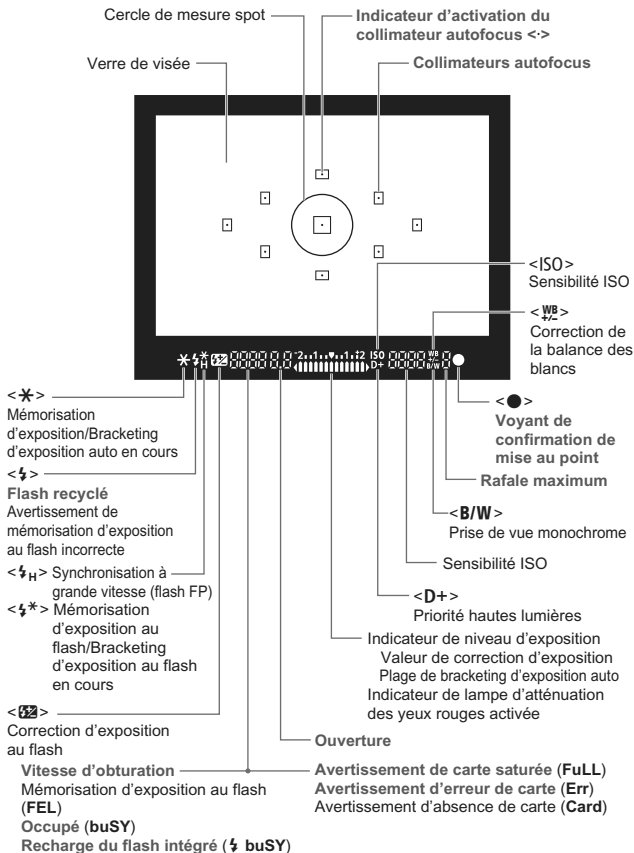 Cercle de mesure spot
Indicateur d'activation du
collimateur autofocus <·>
Verre de visée
Collimateurs autofocus
<ISO>
Sensibilité ISO
<WB +/->
Correction de
la balance des
blancs
-2..1..▼..1..+2 ISO D+ WB +/- B/W
<✱>
Mémorisation
d'exposition/Bracketing
d'exposition auto en cours
<●>
Voyant de
confirmation de
mise au point
<⚡>
Flash recyclé
Avertissement de
mémorisation d'exposition
au flash incorrecte
Rafale maximum
<B/W>
Prise de vue monochrome
Sensibilité ISO
<⚡H> Synchronisation à
grande vitesse (flash FP)
<D+>
Priorité hautes lumières
<⚡✱> Mémorisation
d'exposition au
flash/Bracketing
d'exposition au flash
en cours
Indicateur de niveau d'exposition
Valeur de correction d'exposition
Plage de bracketing d'exposition auto
Indicateur de lampe d'atténuation
des yeux rouges activée
<⚡±>
Correction d'exposition
au flash
Ouverture
Vitesse d'obturation
Mémorisation d'exposition au flash
(FEL)
Occupé (buSY)
Recharge du flash intégré (⚡ buSY)
Avertissement de carte saturée (FuLL)
Avertissement d'erreur de carte (Err)
Avertissement d'absence de carte (Card)